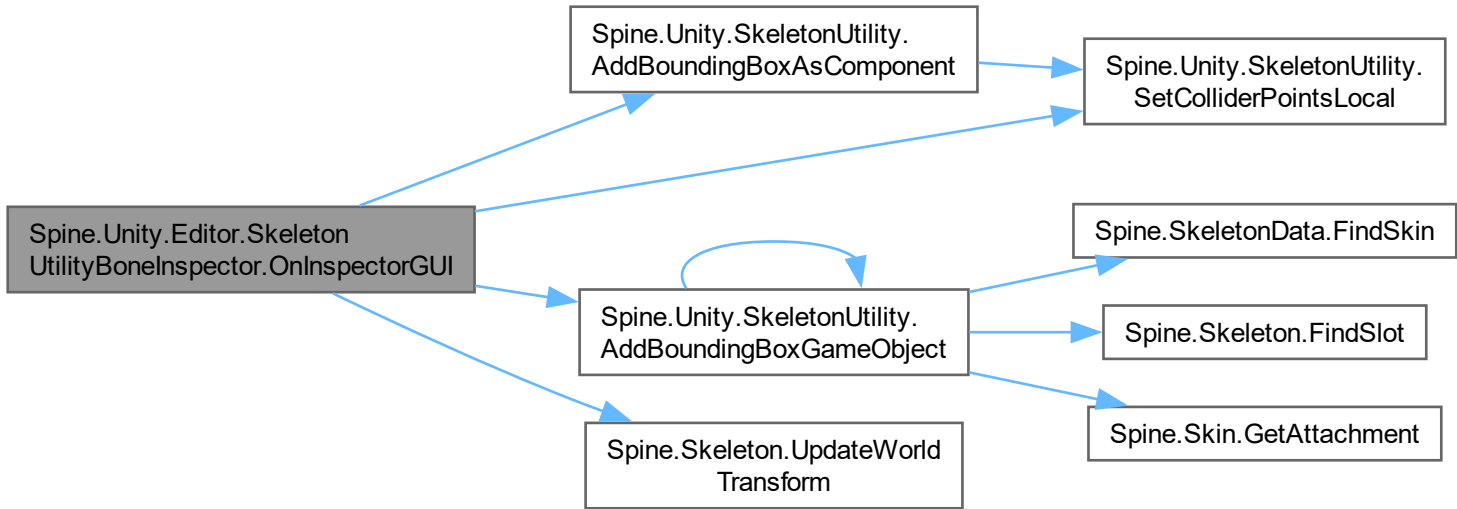 Spine.Unity.SkeletonUtility.
AddBoundingBoxAsComponent
Spine.Unity.SkeletonUtility.
SetColliderPointsLocal
Spine.Unity.Editor.Skeleton
UtilityBoneInspector.OnInspectorGUI
Spine.SkeletonData.FindSkin
Spine.Unity.SkeletonUtility.
AddBoundingBoxGameObject
Spine.Skeleton.FindSlot
Spine.Skin.GetAttachment
Spine.Skeleton.UpdateWorld
Transform